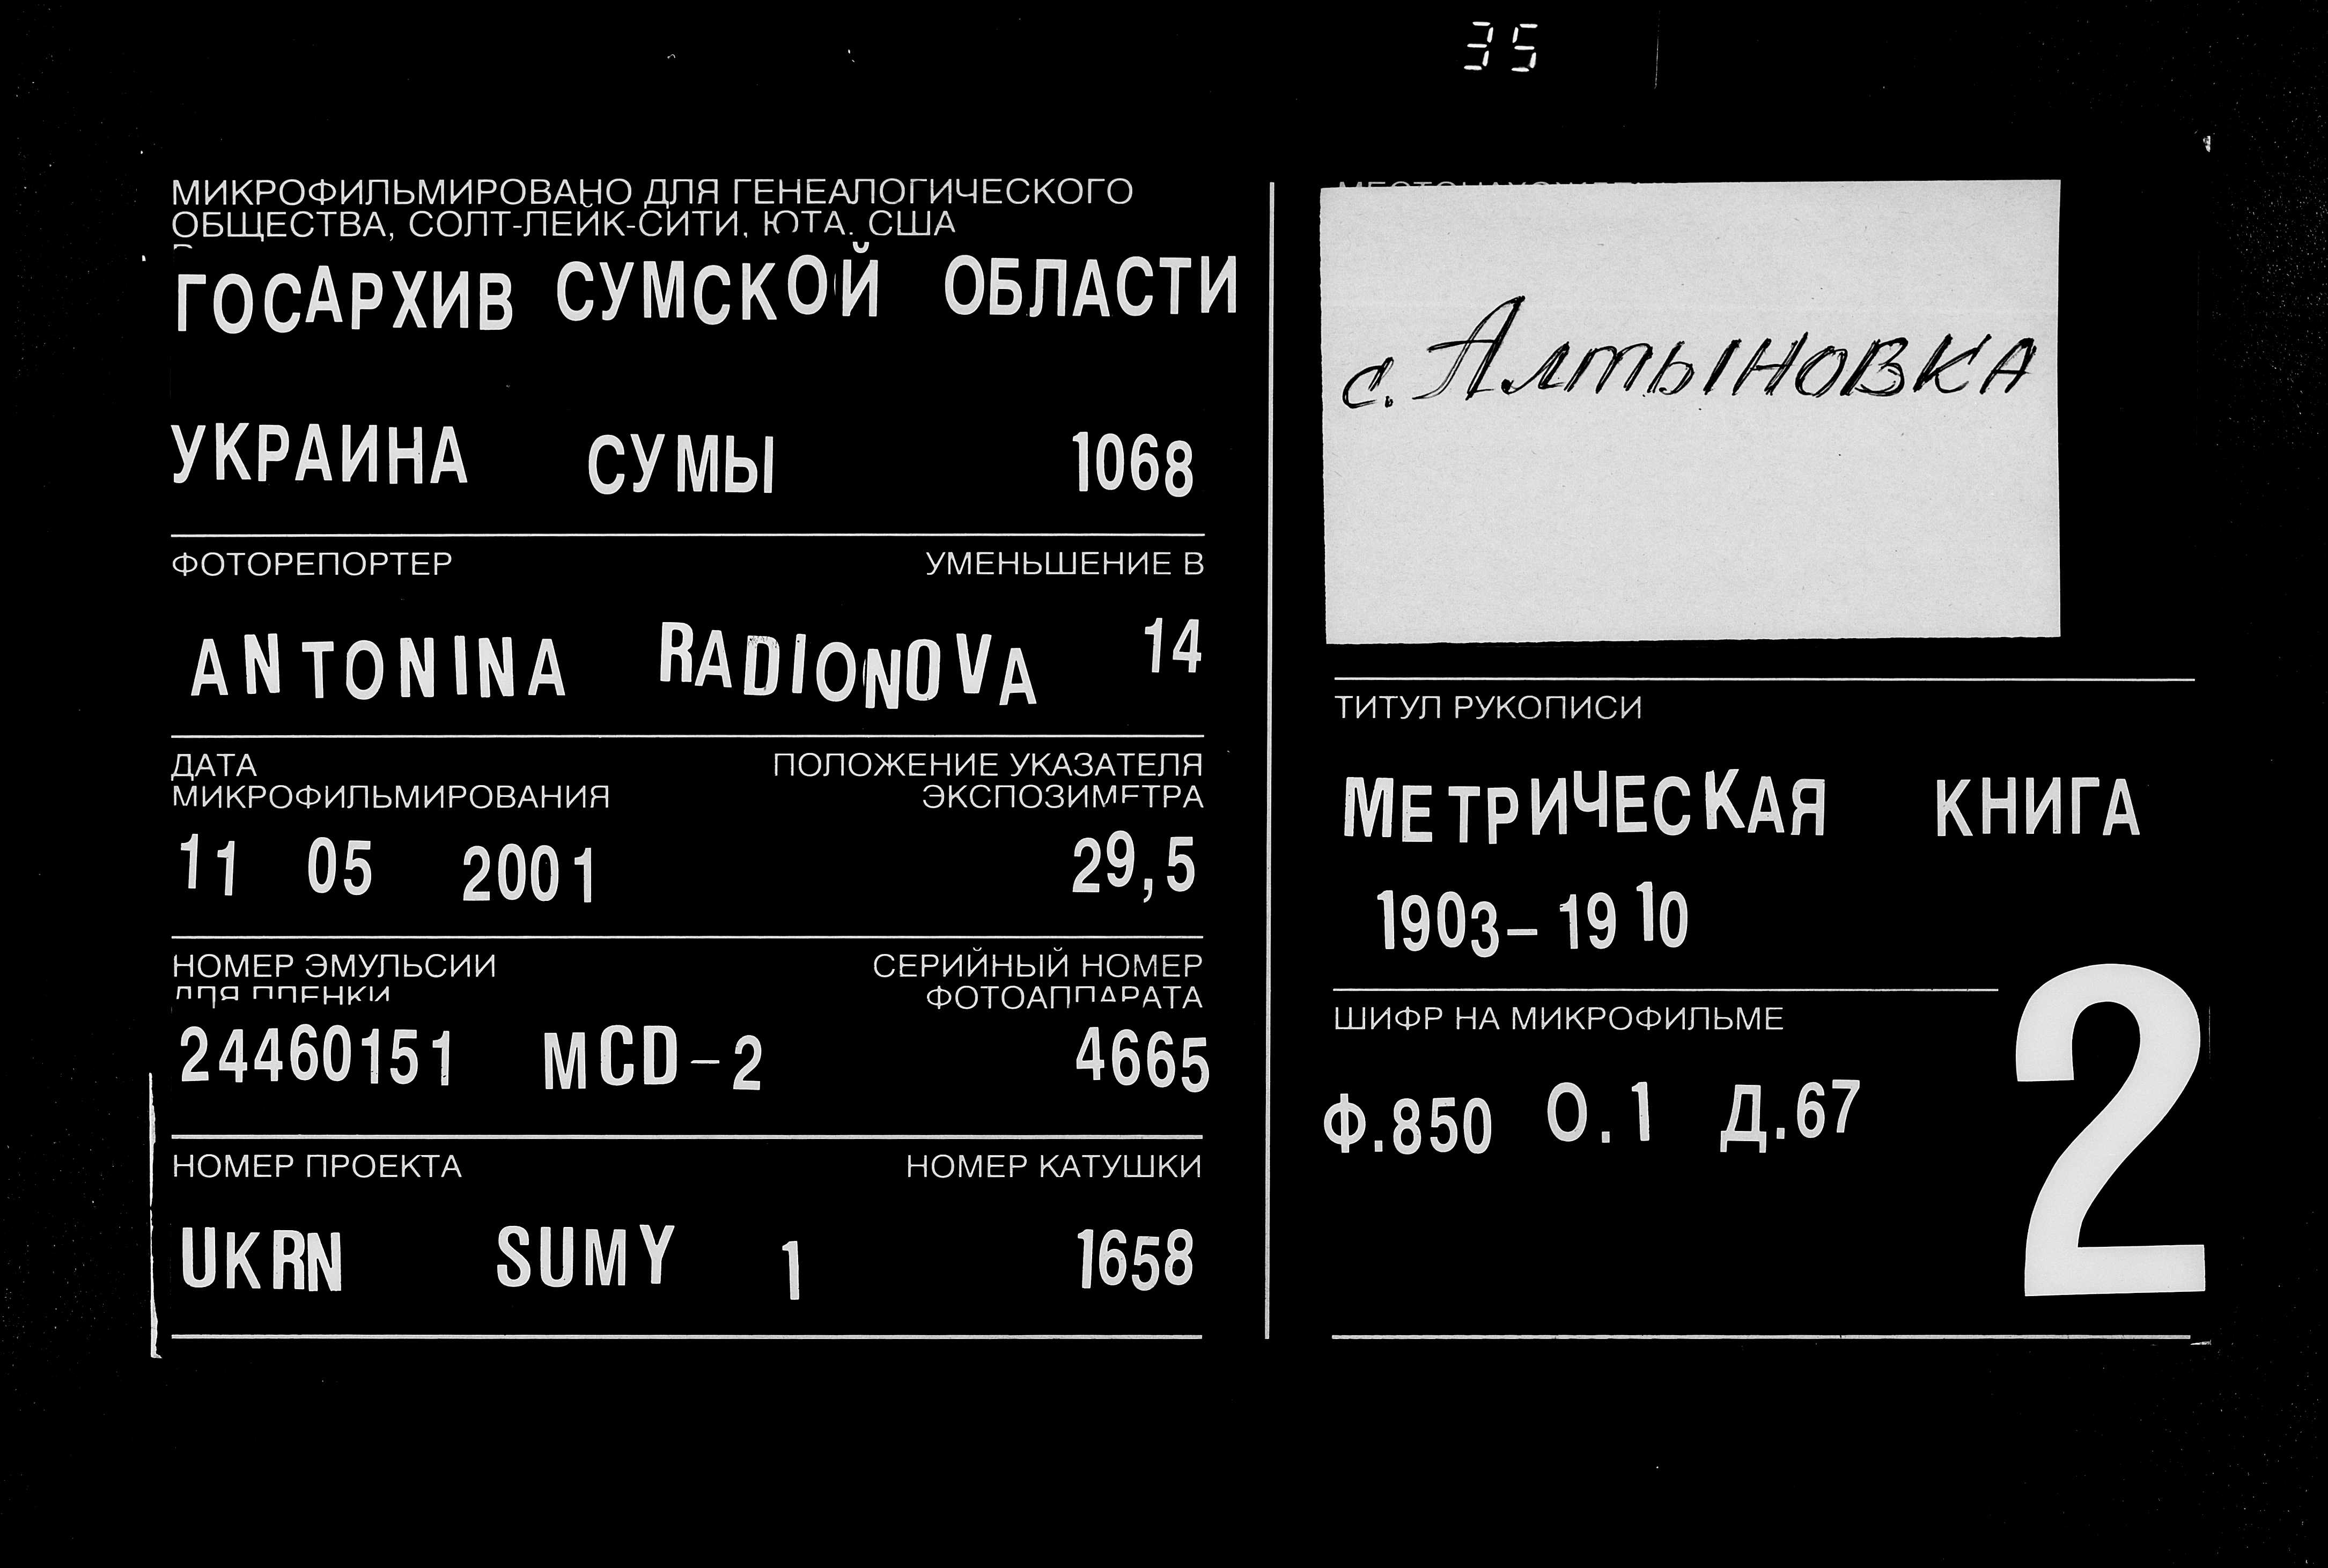 35
МИКРОФИЛЬМИРОВАНО ДЛЯ ГЕНЕАЛОГИЧЕСКОГО
ОБЩЕСТВА, СОЛТ-ЛЕЙК-СИТИ, ЮТА, США
ГОСАРХИВ СУМСКОЙ ОБЛАСТИ
УКРАИНА СУМЫ 1068
ФОТОРЕПОРТЕР УМЕНЬШЕНИЕ В
ANTONINA RADIONOVA 14
ДАТА ПОЛОЖЕНИЕ УКАЗАТЕЛЯ
МИКРОФИЛЬМИРОВАНИЯ ЭКСПОЗИМЕТРА
11 05 2001 29,5
НОМЕР ЭМУЛЬСИИ СЕРИЙНЫЙ НОМЕР
ДЛЯ ПЛЕНКИ ФОТОАППАРАТА
24460151 MCD-2 4665
НОМЕР ПРОЕКТА НОМЕР КАТУШКИ
UKRN SUMY 1 1658
МЕСТОНАХОЖДЕНИЕ
с. Алтыновка
ТИТУЛ РУКОПИСИ
МЕТРИЧЕСКАЯ КНИГА
1903-1910
ШИФР НА МИКРОФИЛЬМЕ
Ф.850 О.1 Д.67
2